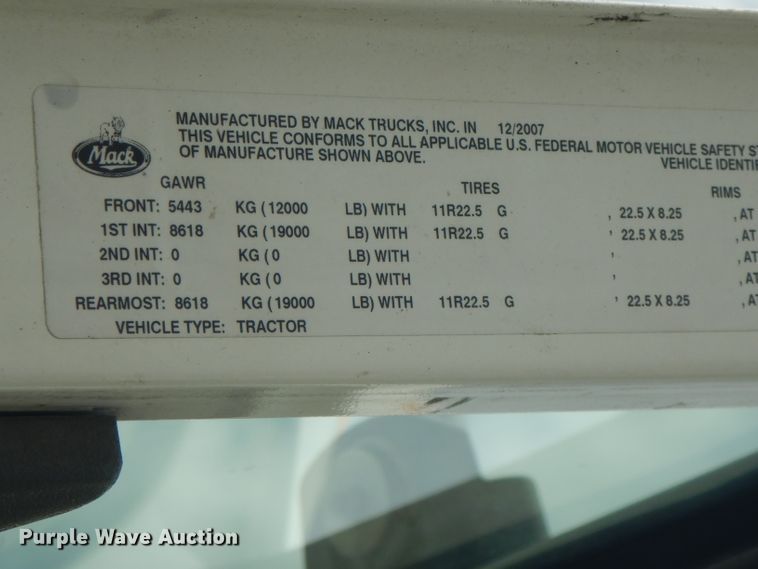 MANUFACTURED BY MACK TRUCKS, INC. IN 12/2007
THIS VEHICLE CONFORMS TO ALL APPLICABLE U.S. FEDERAL MOTOR VEHICLE SAFETY
OF MANUFACTURE SHOWN ABOVE. VEHICLE
Mack
GAWR TIRES RIMS
FRONT: 5443 KG ( 12000 LB) WITH 11R22.5 G , 22.5 X 8.25 , AT
1ST INT: 8618 KG ( 19000 LB) WITH 11R22.5 G , 22.5 X 8.25 , AT
2ND INT: 0 KG ( 0 LB) WITH , , AT
3RD INT: 0 KG ( 0 LB) WITH , , AT
REARMOST: 8618 KG ( 19000 LB) WITH 11R22.5 G , 22.5 X 8.25 , AT
VEHICLE TYPE: TRACTOR
Purple Wave Auction